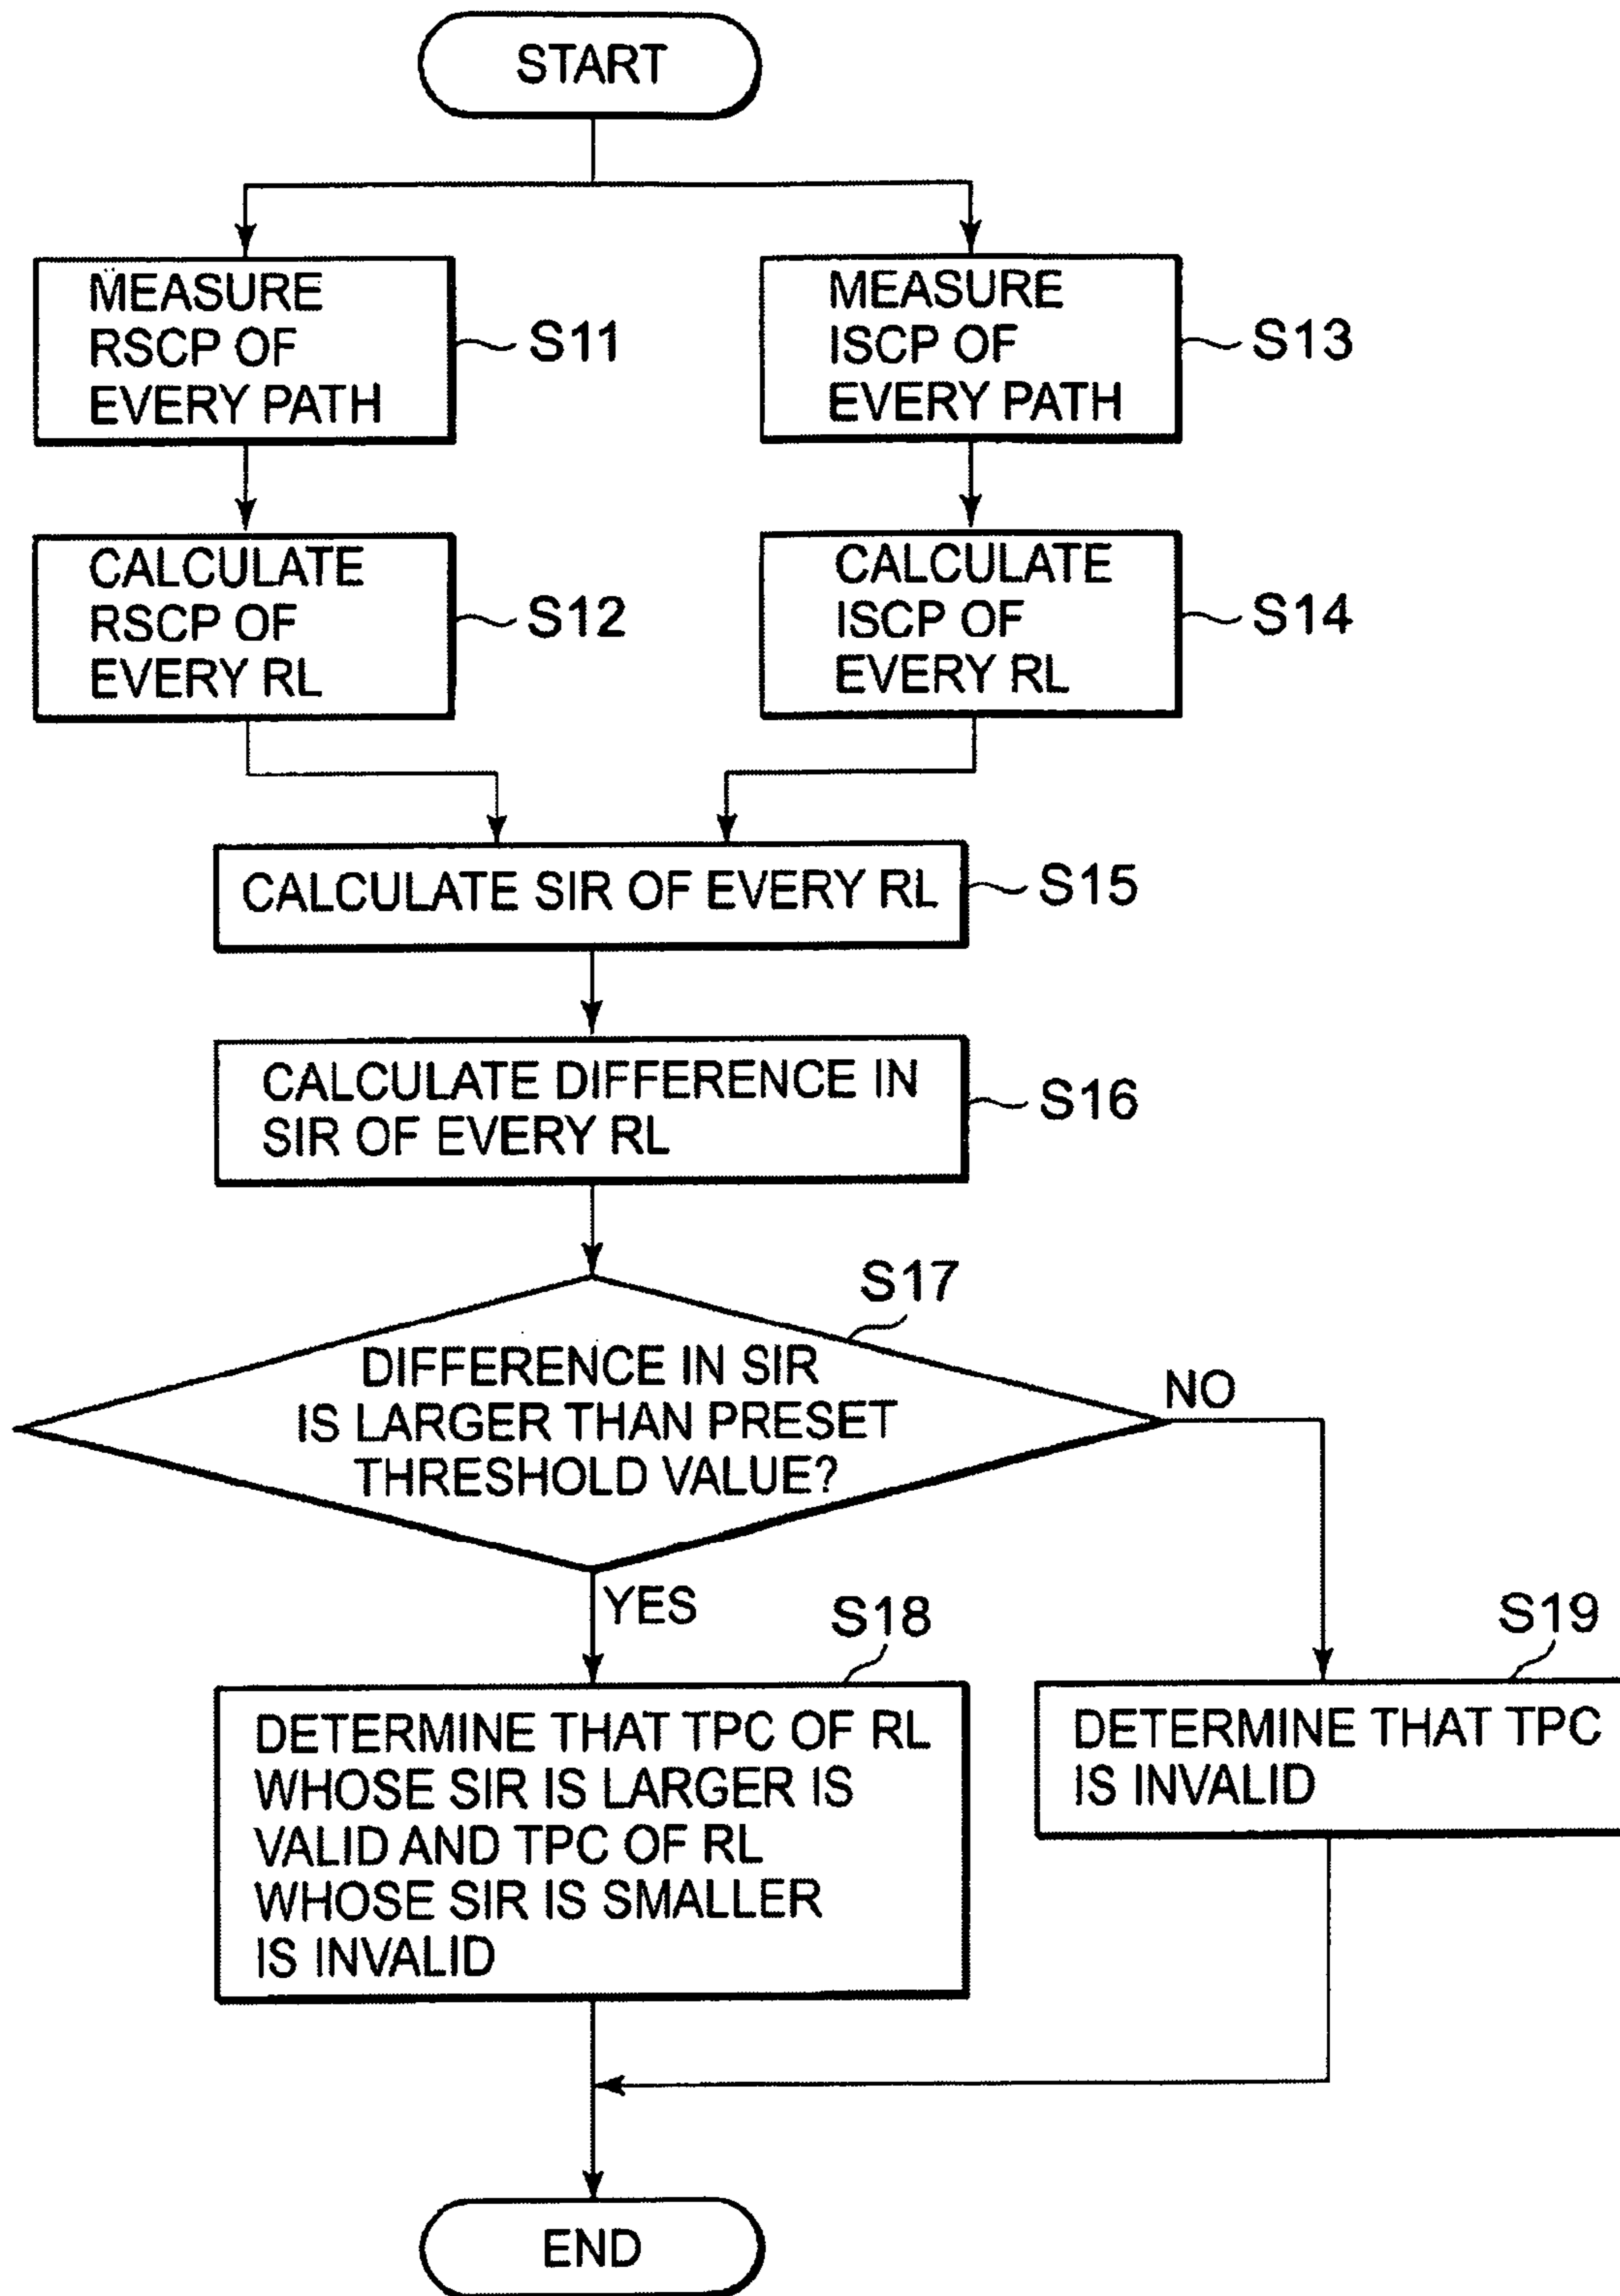 START
MEASURE
RSCP OF
EVERY PATH
S11
MEASURE
ISCP OF
EVERY PATH
S13
CALCULATE
RSCP OF
EVERY RL
S12
CALCULATE
ISCP OF
EVERY RL
S14
CALCULATE SIR OF EVERY RL
S15
CALCULATE DIFFERENCE IN
SIR OF EVERY RL
S16
S17
DIFFERENCE IN SIR
IS LARGER THAN PRESET
THRESHOLD VALUE?
NO
YES
S18
DETERMINE THAT TPC OF RL
WHOSE SIR IS LARGER IS
VALID AND TPC OF RL
WHOSE SIR IS SMALLER
IS INVALID
S19
DETERMINE THAT TPC
IS INVALID
END